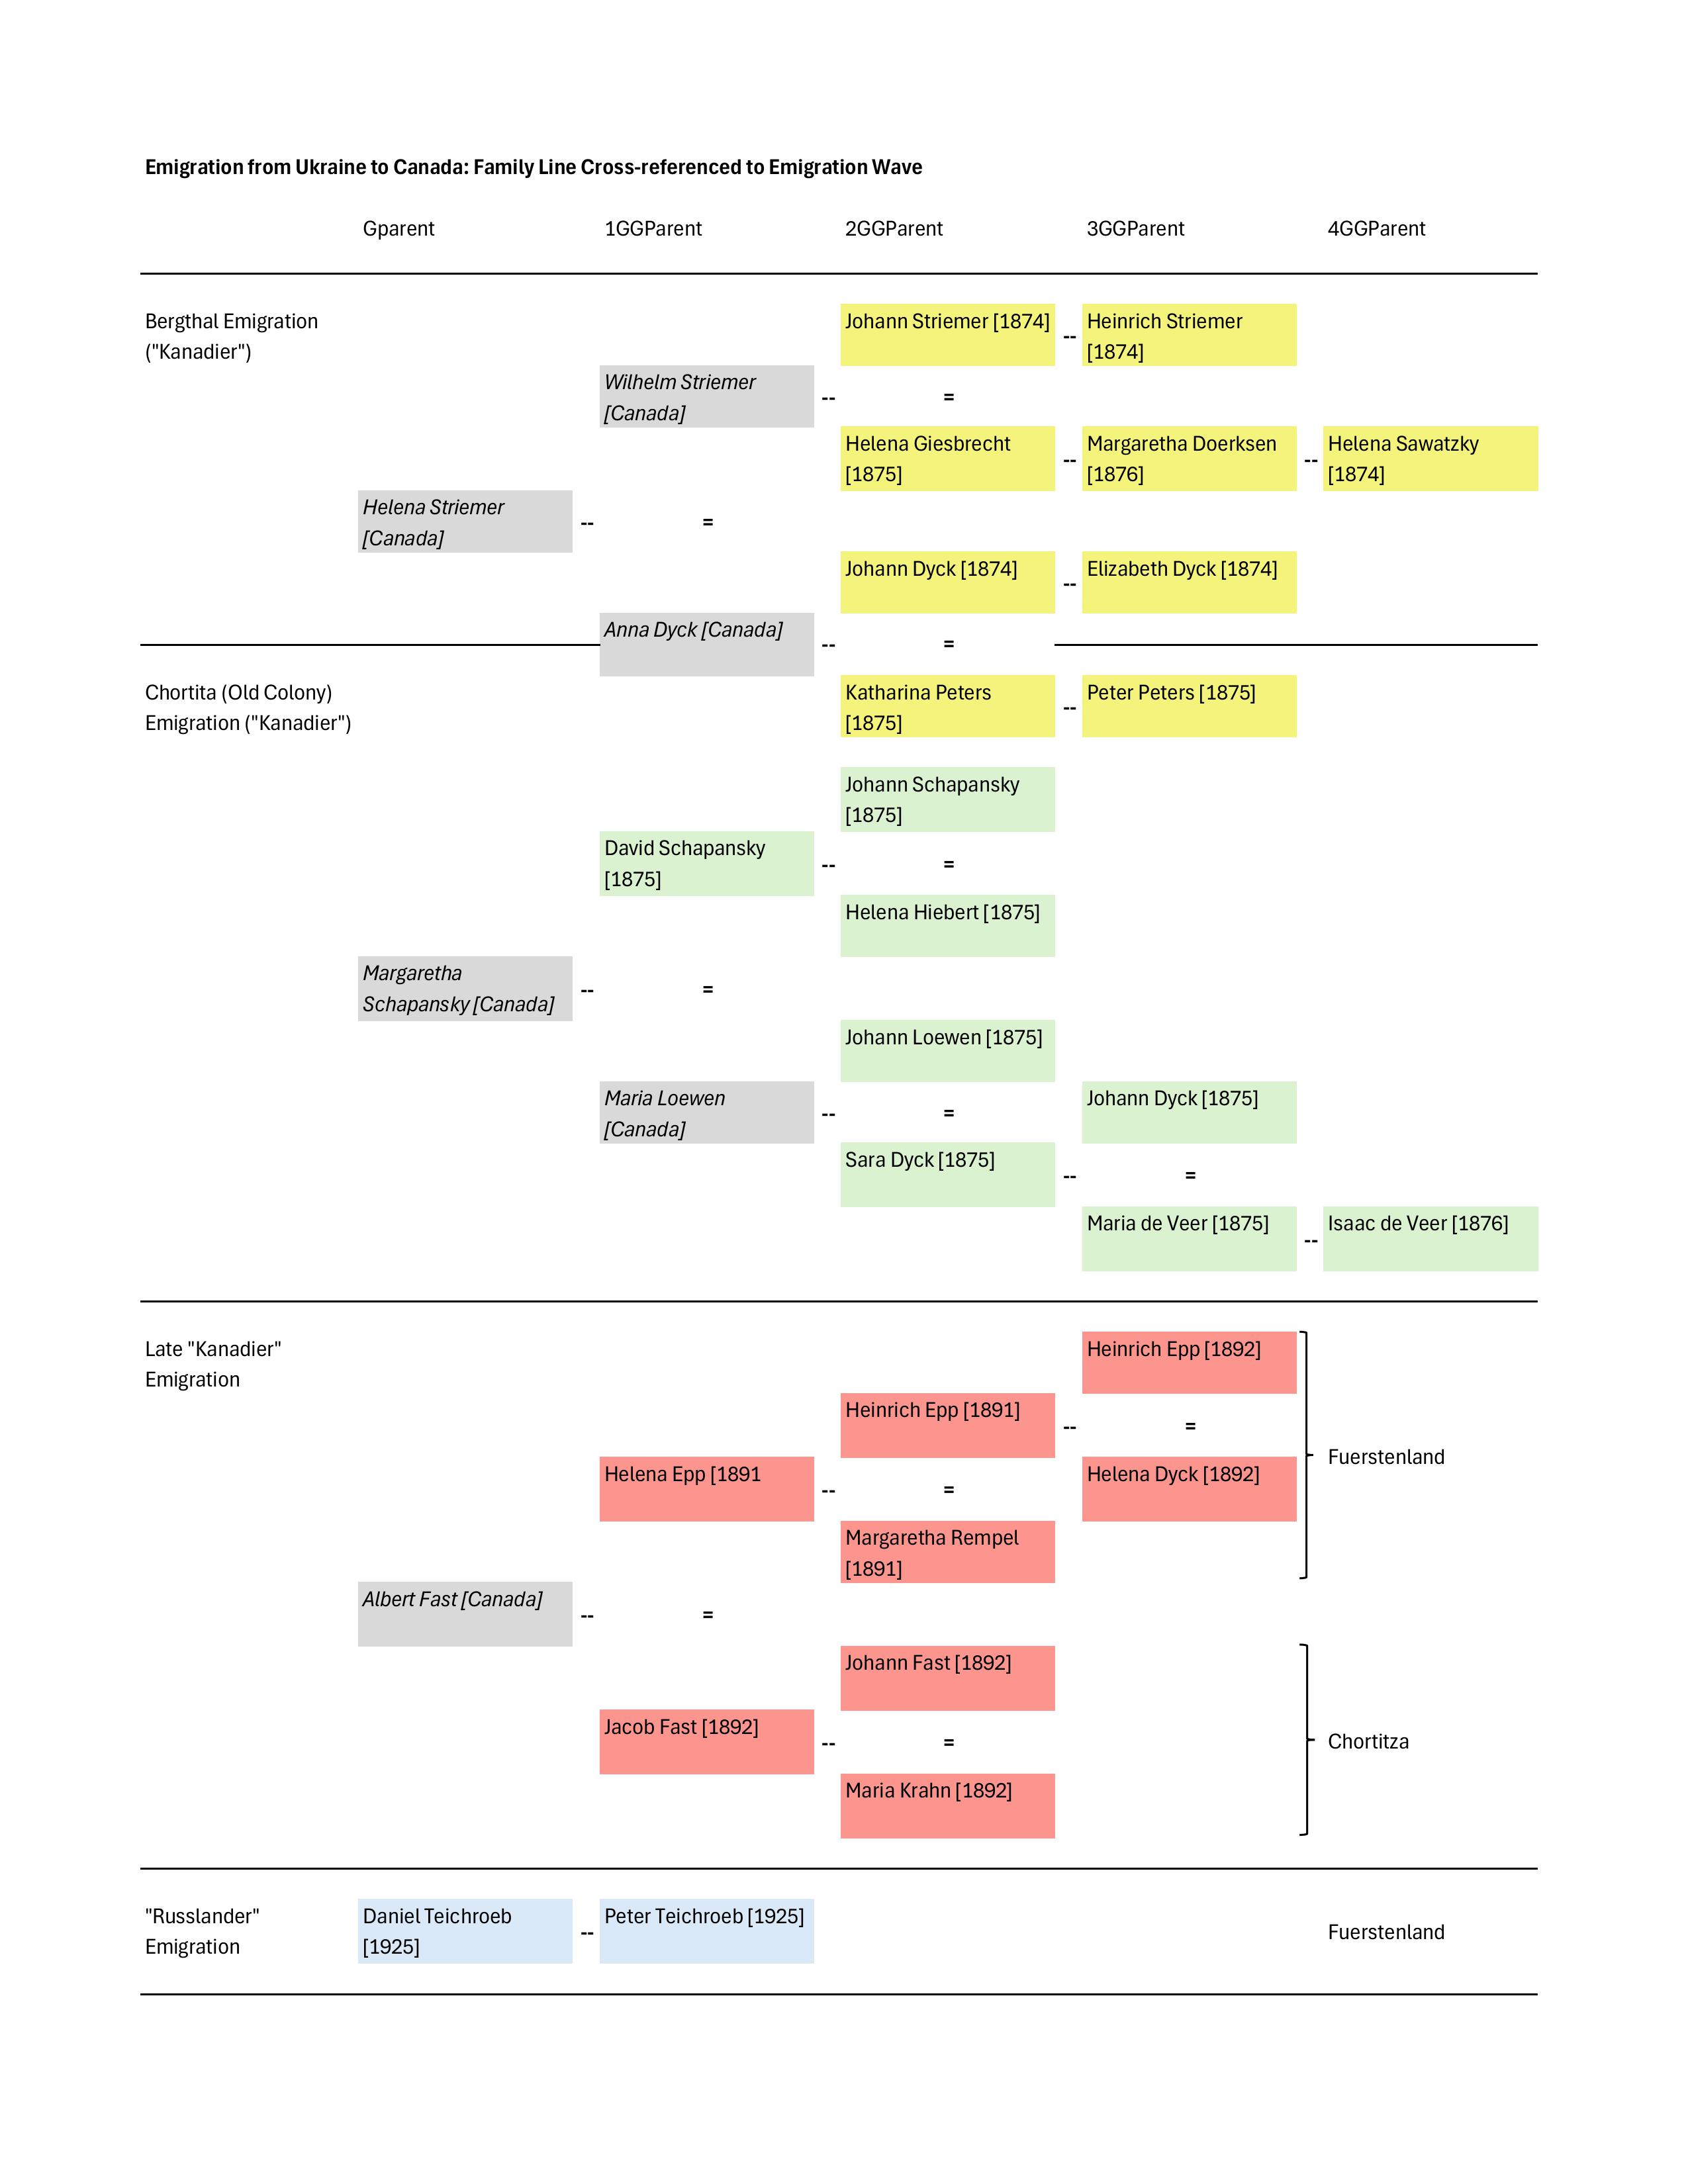 Emigration from Ukraine to Canada: Family Line Cross-referenced to Emigration Wave
Gparent 1GGParent 2GGParent 3GGParent 4GGParent
Bergthal Emigration
("Kanadier")
Johann Striemer [1874] -- Heinrich Striemer
[1874]
Wilhelm Striemer
[Canada] -- =
Helena Giesbrecht
[1875] -- Margaretha Doerksen
[1876] -- Helena Sawatzky
[1874]
Helena Striemer
[Canada] -- =
Johann Dyck [1874] -- Elizabeth Dyck [1874]
Anna Dyck [Canada] -- =
Chortita (Old Colony)
Emigration ("Kanadier")
Katharina Peters
[1875] -- Peter Peters [1875]
Johann Schapansky
[1875]
David Schapansky
[1875] -- =
Helena Hiebert [1875]
Margaretha
Schapansky [Canada] -- =
Johann Loewen [1875]
Maria Loewen
[Canada] -- = Johann Dyck [1875]
Sara Dyck [1875] -- =
Maria de Veer [1875] -- Isaac de Veer [1876]
Late "Kanadier"
Emigration
Heinrich Epp [1892]
Heinrich Epp [1891] -- =
Fuerstenland
Helena Epp [1891 -- = Helena Dyck [1892]
Margaretha Rempel
[1891]
Albert Fast [Canada] -- =
Johann Fast [1892]
Jacob Fast [1892] -- = Chortitza
Maria Krahn [1892]
"Russlander"
Emigration
Daniel Teichroeb
[1925] -- Peter Teichroeb [1925] Fuerstenland